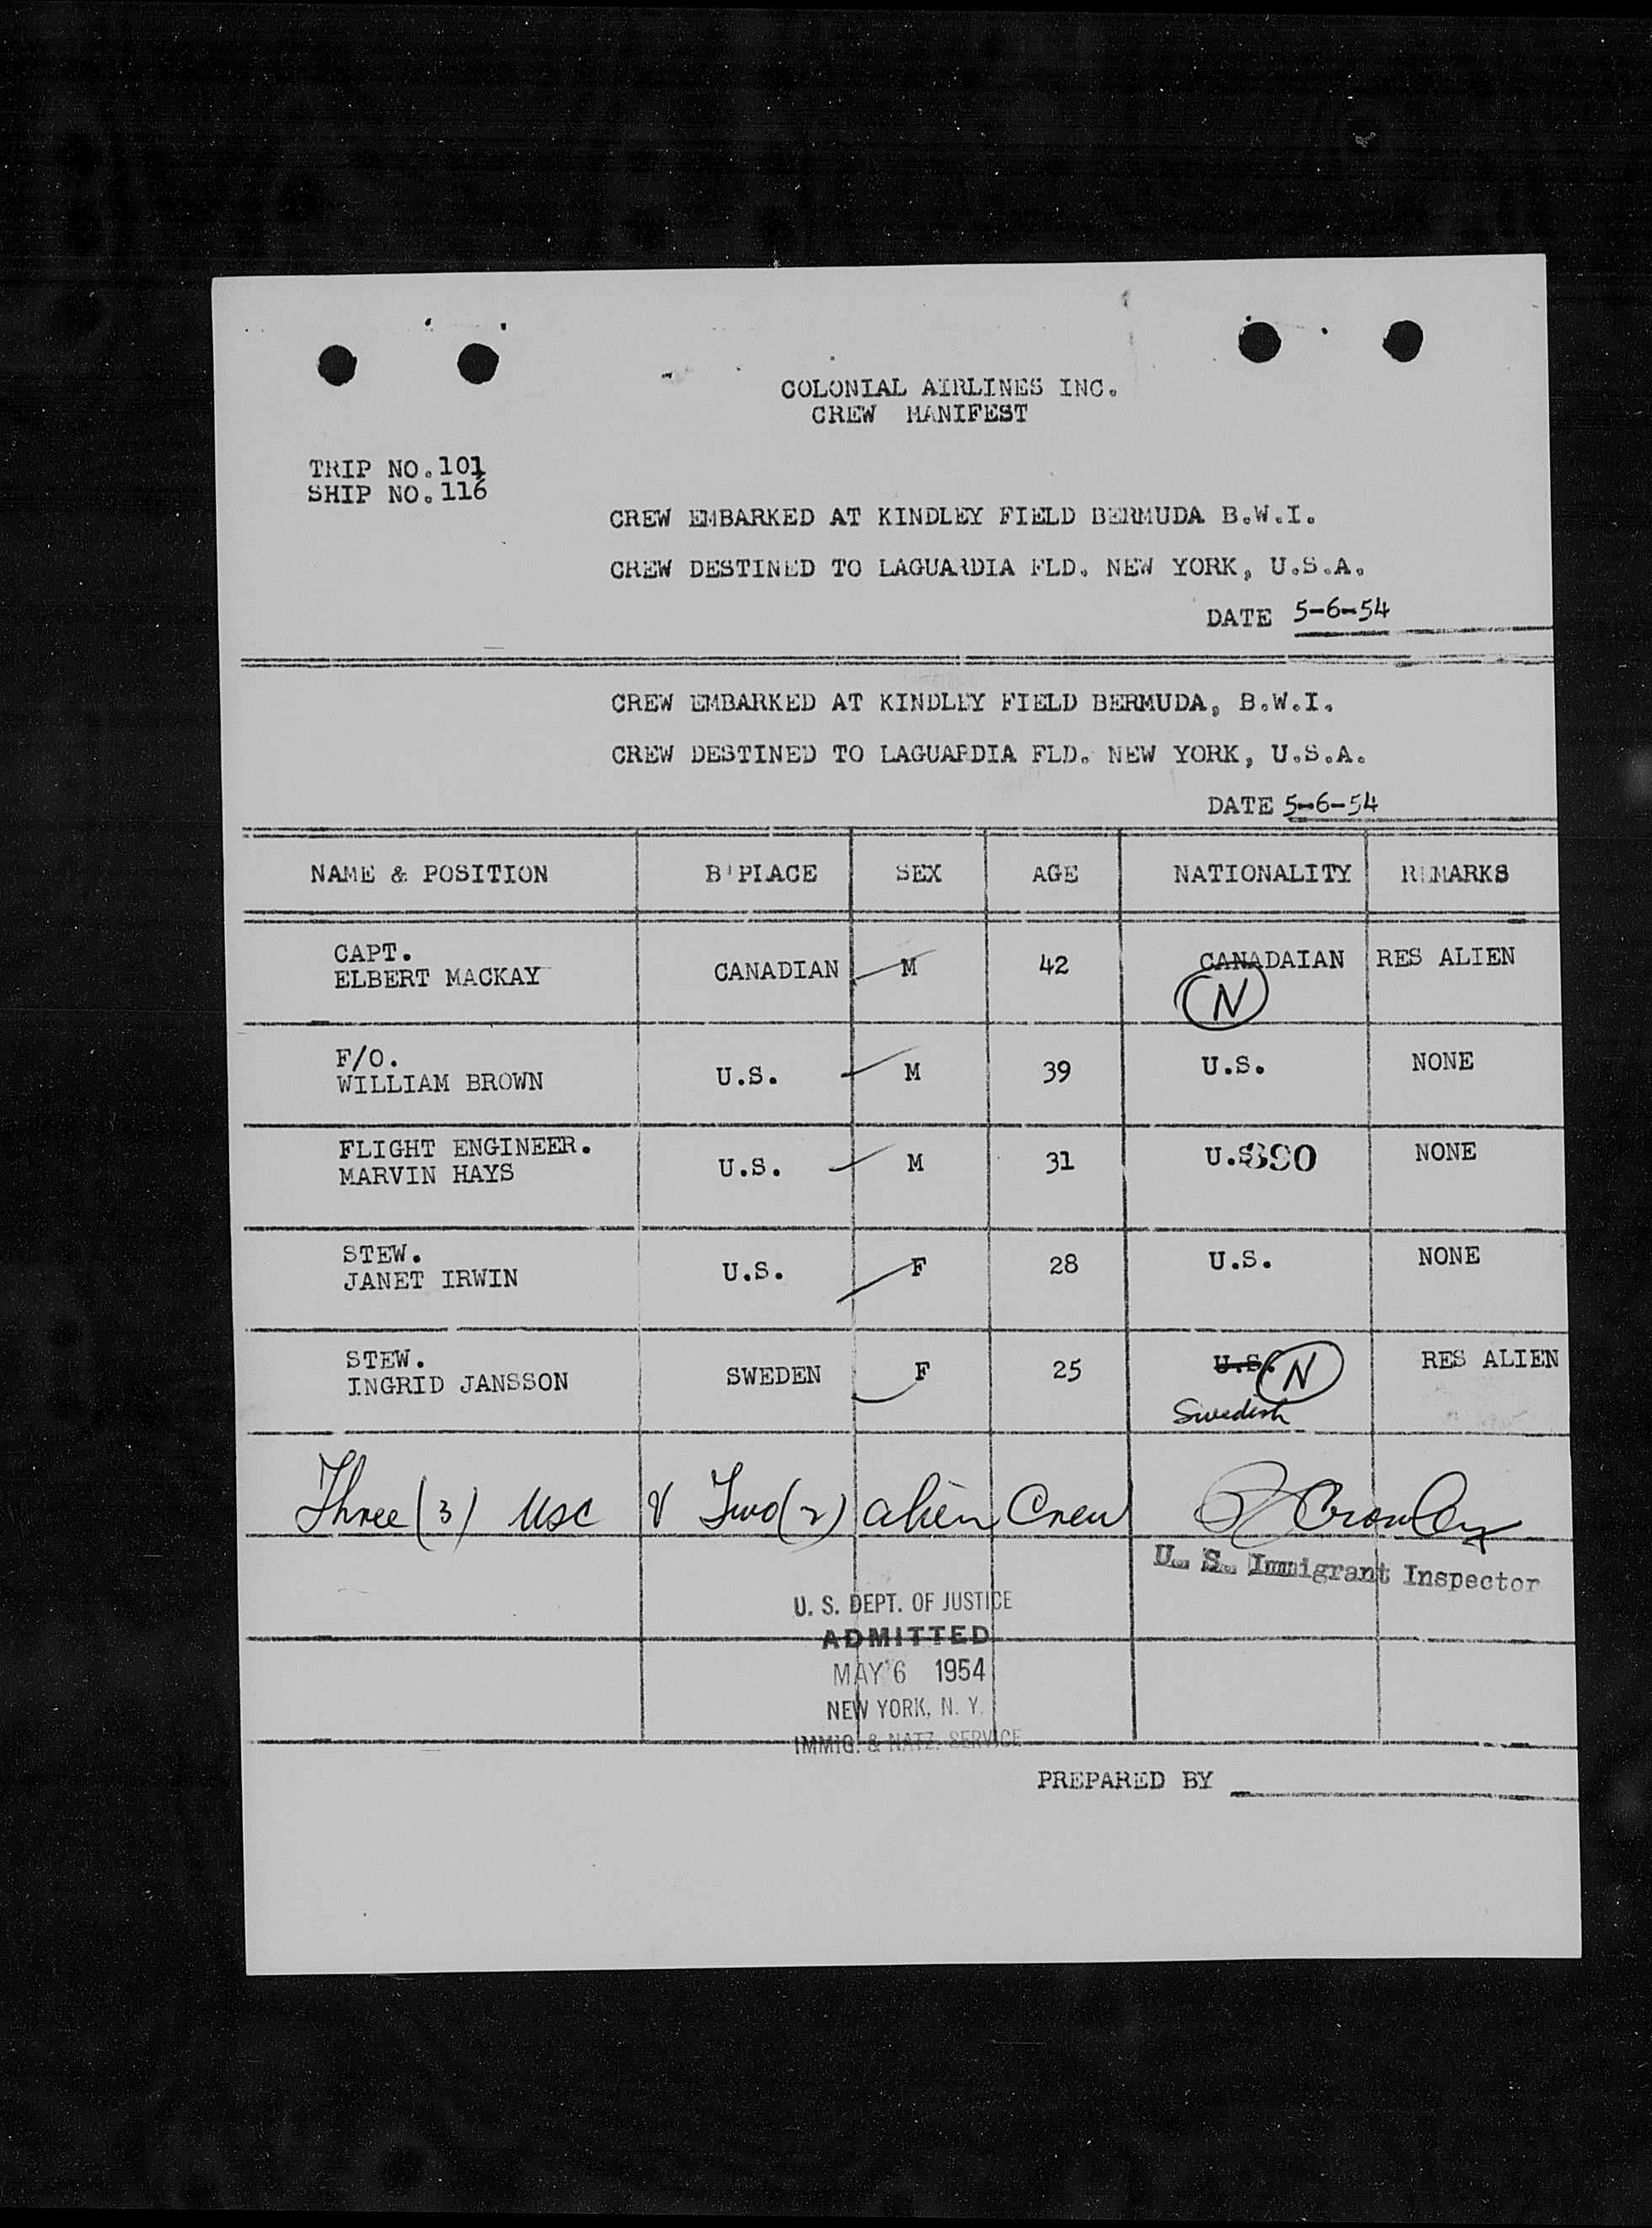 COLONIAL AIRLINES INC.
CREW MANIFEST
TRIP NO. 101
SHIP NO. 116
CREW EMBARKED AT KINDLEY FIELD BERMUDA B.W.I.
CREW DESTINED TO LAGUARDIA FLD. NEW YORK, U.S.A.
DATE 5-6-54
CREW EMBARKED AT KINDLEY FIELD BERMUDA, B.W.I.
CREW DESTINED TO LAGUARDIA FLD. NEW YORK, U.S.A.
DATE 5-6-54
NAME & POSITION B'PLACE SEX AGE NATIONALITY REMARKS
CAPT.
ELBERT MACKAY CANADIAN M 42 CANADAIAN RES ALIEN
N
F/O.
WILLIAM BROWN U.S. M 39 U.S. NONE
FLIGHT ENGINEER.
MARVIN HAYS U.S. M 31 U.S. NONE
STEW.
JANET IRWIN U.S. F 28 U.S. NONE
STEW.
INGRID JANSSON SWEDEN F 25 U.S. N RES ALIEN
Swedish
Three (3) USC & Two (2) alien Crew Crowley
U. S. Immigrant Inspector
U. S. DEPT. OF JUSTICE
ADMITTED
MAY 6 1954
NEW YORK, N. Y.
IMMIG. & NATZ. SERVICE
PREPARED BY